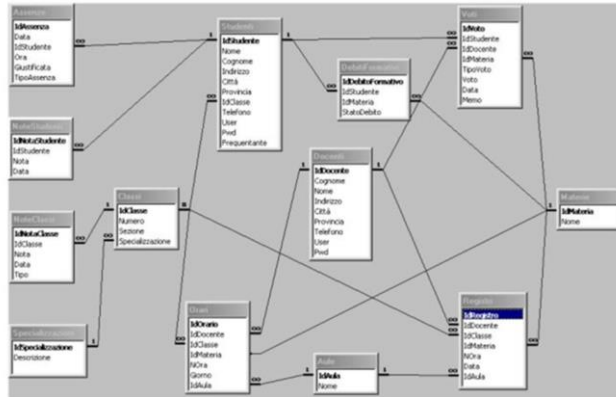 Assenze
IdAssenza
Data
IdStudente
Ora
Giustificata
TipoAssenza
NoteStudenti
IdNotaStudente
IdStudente
Nota
Data
NoteClassi
IdNotaClasse
IdClasse
Nota
Data
Tipo
Specializzazione
IdSpecializzazione
Descrizione
Classi
IdClasse
Numero
Sezione
Specializzazione
Studenti
IdStudente
Nome
Cognome
Indirizzo
Città
Provincia
IdClasse
Telefono
User
Pwd
Frequentante
Orari
IdOrario
IdDocente
IdClasse
IdMateria
NOra
Giorno
IdAula
DebitiFormativi
IdDebitoFormativo
IdStudente
IdMateria
StatoDebito
Docenti
IdDocente
Cognome
Nome
Indirizzo
Città
Provincia
Telefono
User
Pwd
Aule
IdAula
Nome
Voti
IdVoto
IdStudente
IdDocente
IdMateria
TipoVoto
Voto
Data
Memo
Materie
IdMateria
Nome
Registri
IdRegistro
IdDocente
IdClasse
IdMateria
NOra
Data
IdAula